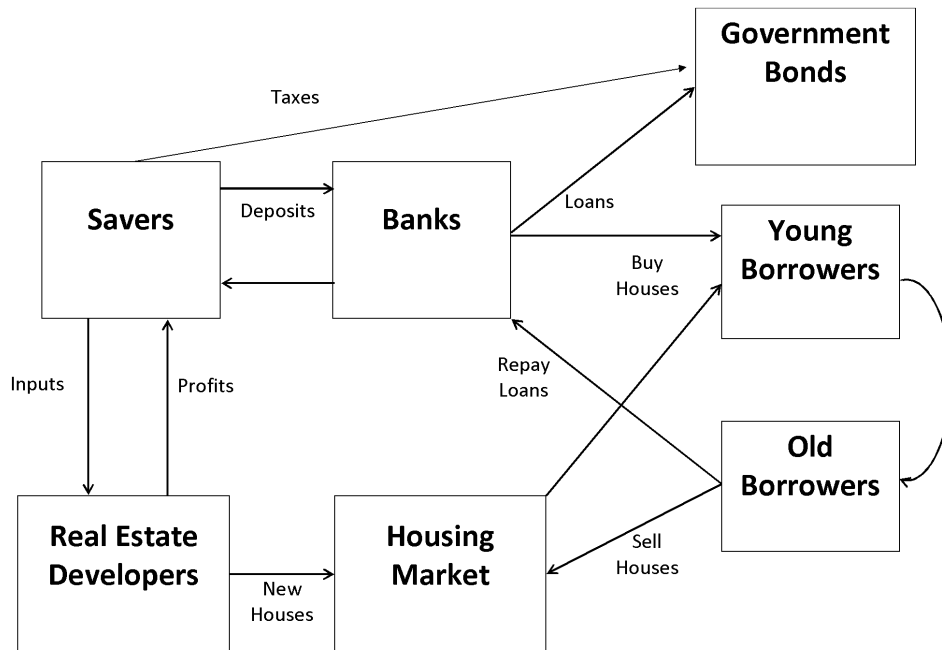 Government
Bonds
Taxes
Savers
Deposits
Banks
Loans
Young
Borrowers
Buy
Houses
Inputs
Profits
Repay
Loans
Old
Borrowers
Real Estate
Developers
New
Houses
Housing
Market
Sell
Houses